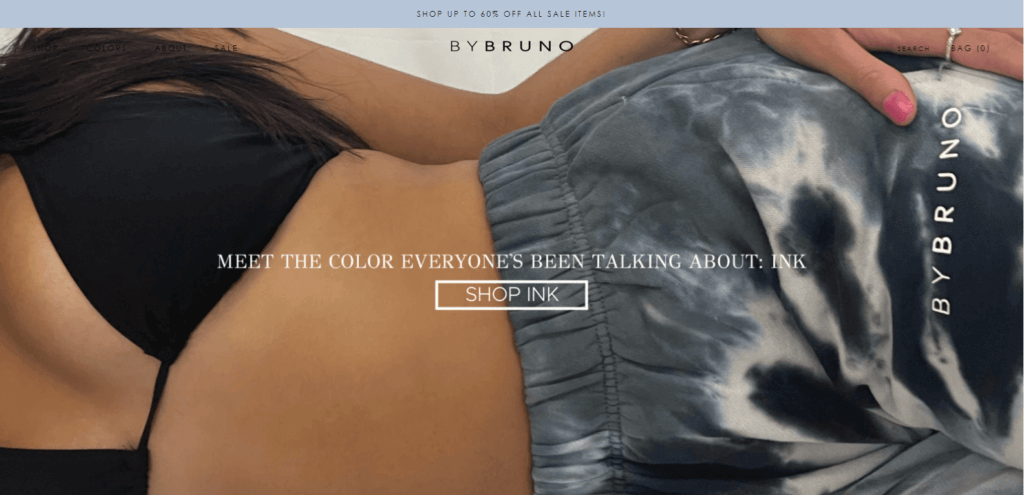 SHOP UP TO 60% OFF ALL SALE ITEMS!
SHOP COLORS ABOUT SALE
BYBRUNO
SEARCH BAG (0)
BYBRUNO
MEET THE COLOR EVERYONE'S BEEN TALKING ABOUT: INK
SHOP INK